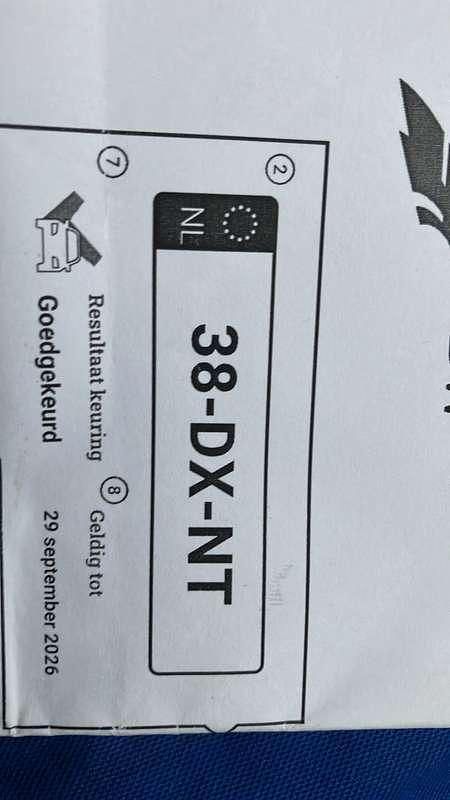 2
NL
38-DX-NT
7
Resultaat keuring
Goedgekeurd
8
Geldig tot
29 september 2026